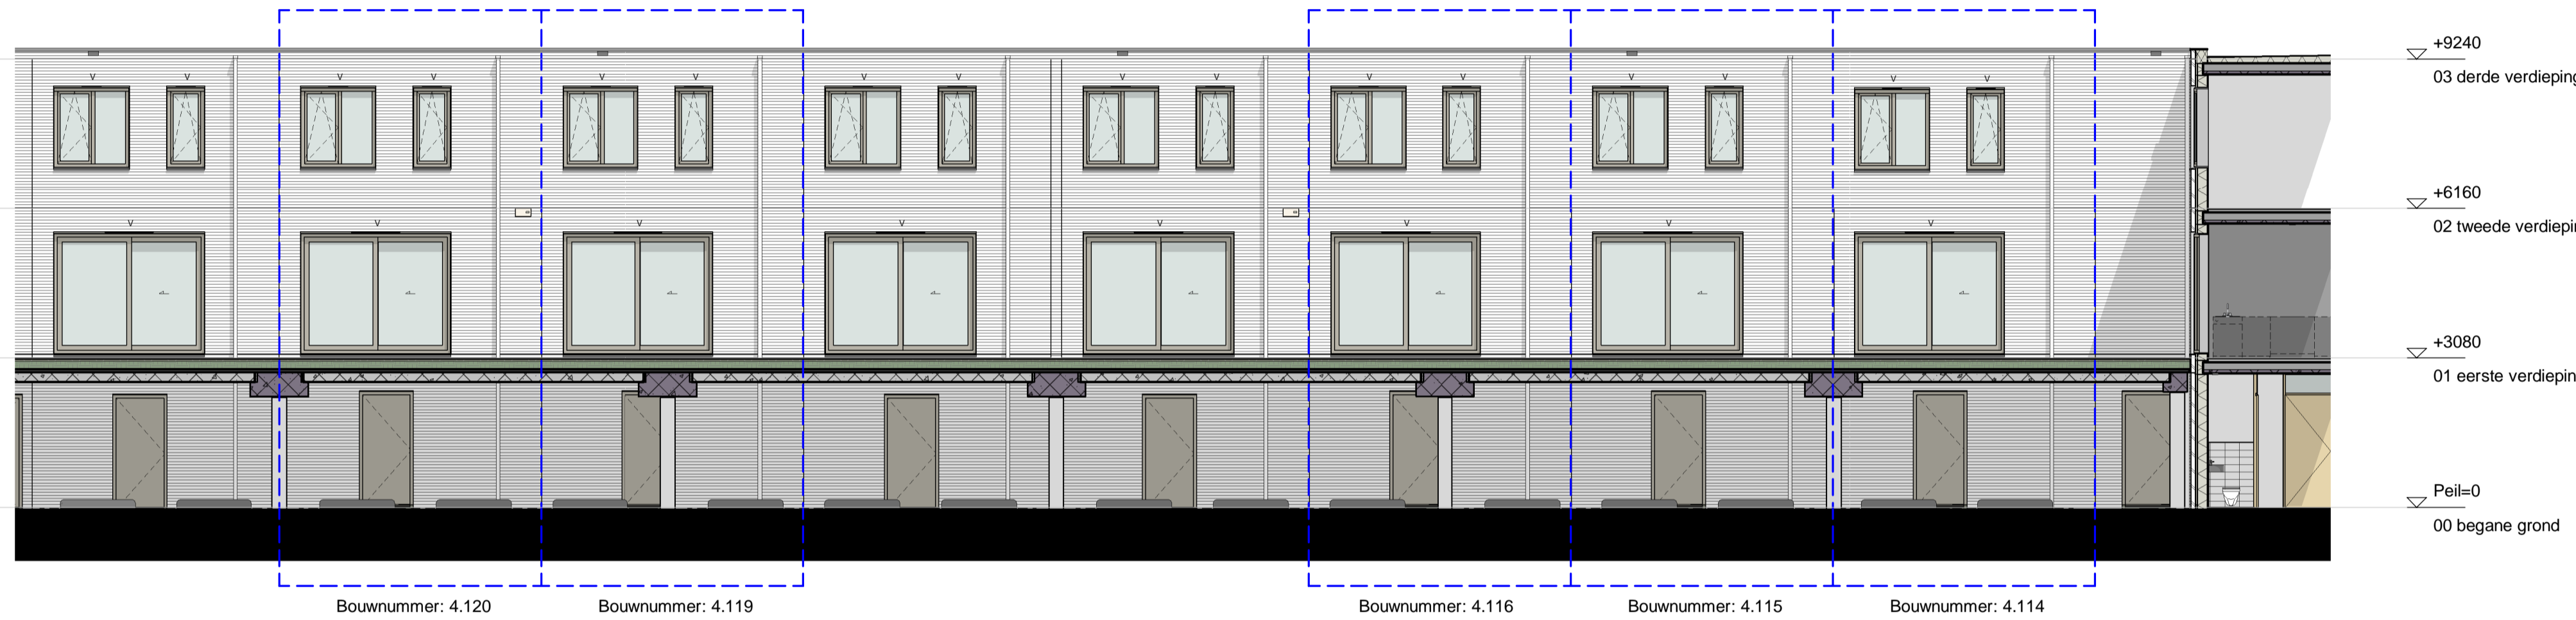 +9240
03 derde verdieping
+6160
02 tweede verdiepin
+3080
01 eerste verdiepin
Peil=0
00 begane grond
Bouwnummer: 4.120
Bouwnummer: 4.119
Bouwnummer: 4.116
Bouwnummer: 4.115
Bouwnummer: 4.114